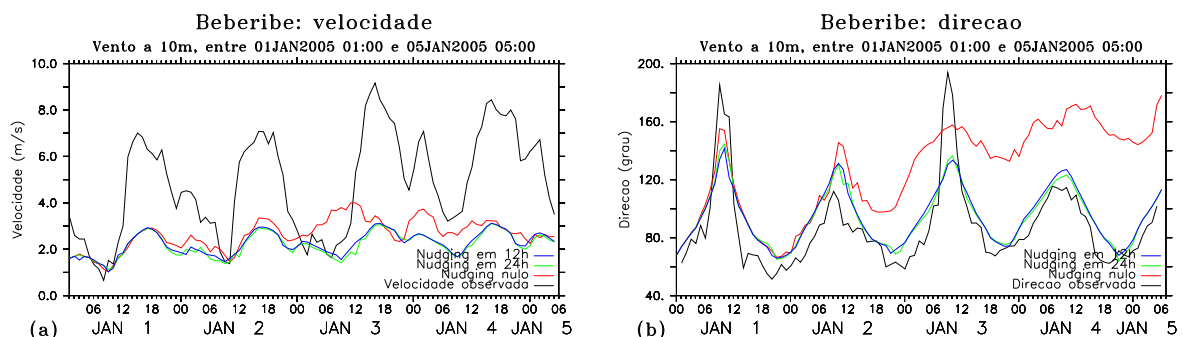 Beberibe: velocidade
Vento a 10m, entre 01JAN2005 01:00 e 05JAN2005 05:00
10.0
8.0
6.0
4.0
2.0
0.0
Velocidade (m/s)
Nudging em 12h
Nudging em 24h
Nudging nulo
Velocidade observada
06 12 18 00 06 12 18 00 06 12 18 00 06 12 18 00 06
JAN 1 JAN 2 JAN 3 JAN 4 JAN 5
(a)
Beberibe: direcao
Vento a 10m, entre 01JAN2005 01:00 e 05JAN2005 05:00
200.
160.
120.
80.
40.
Direcao (grau)
Nudging em 12h
Nudging em 24h
Nudging nulo
Direcao observada
00 06 12 18 00 06 12 18 00 06 12 18 00 06 12 18 00 06
JAN 1 JAN 2 JAN 3 JAN 4 JAN 5
(b)